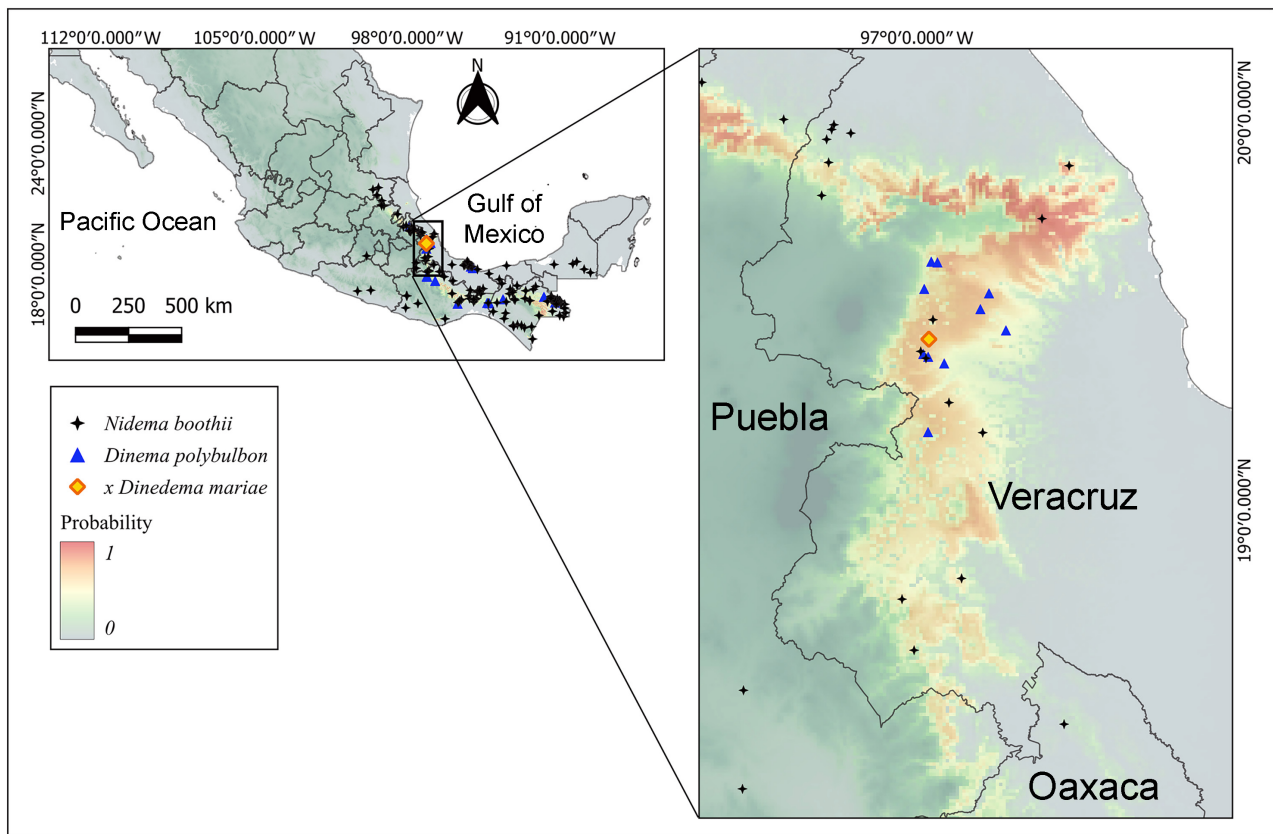 112°0′0.000″W 105°0′0.000″W 98°0′0.000″W 91°0′0.000″W
24°0′0.000″N
18°0′0.000″N
N
Pacific Ocean
Gulf of
Mexico
0 250 500 km
Nidema boothii
Dinema polybulbon
x Dinedema mariae
Probability
1
0
97°0′0.000″W
20°0′0.000″N
19°0′0.000″N
Puebla
Veracruz
Oaxaca